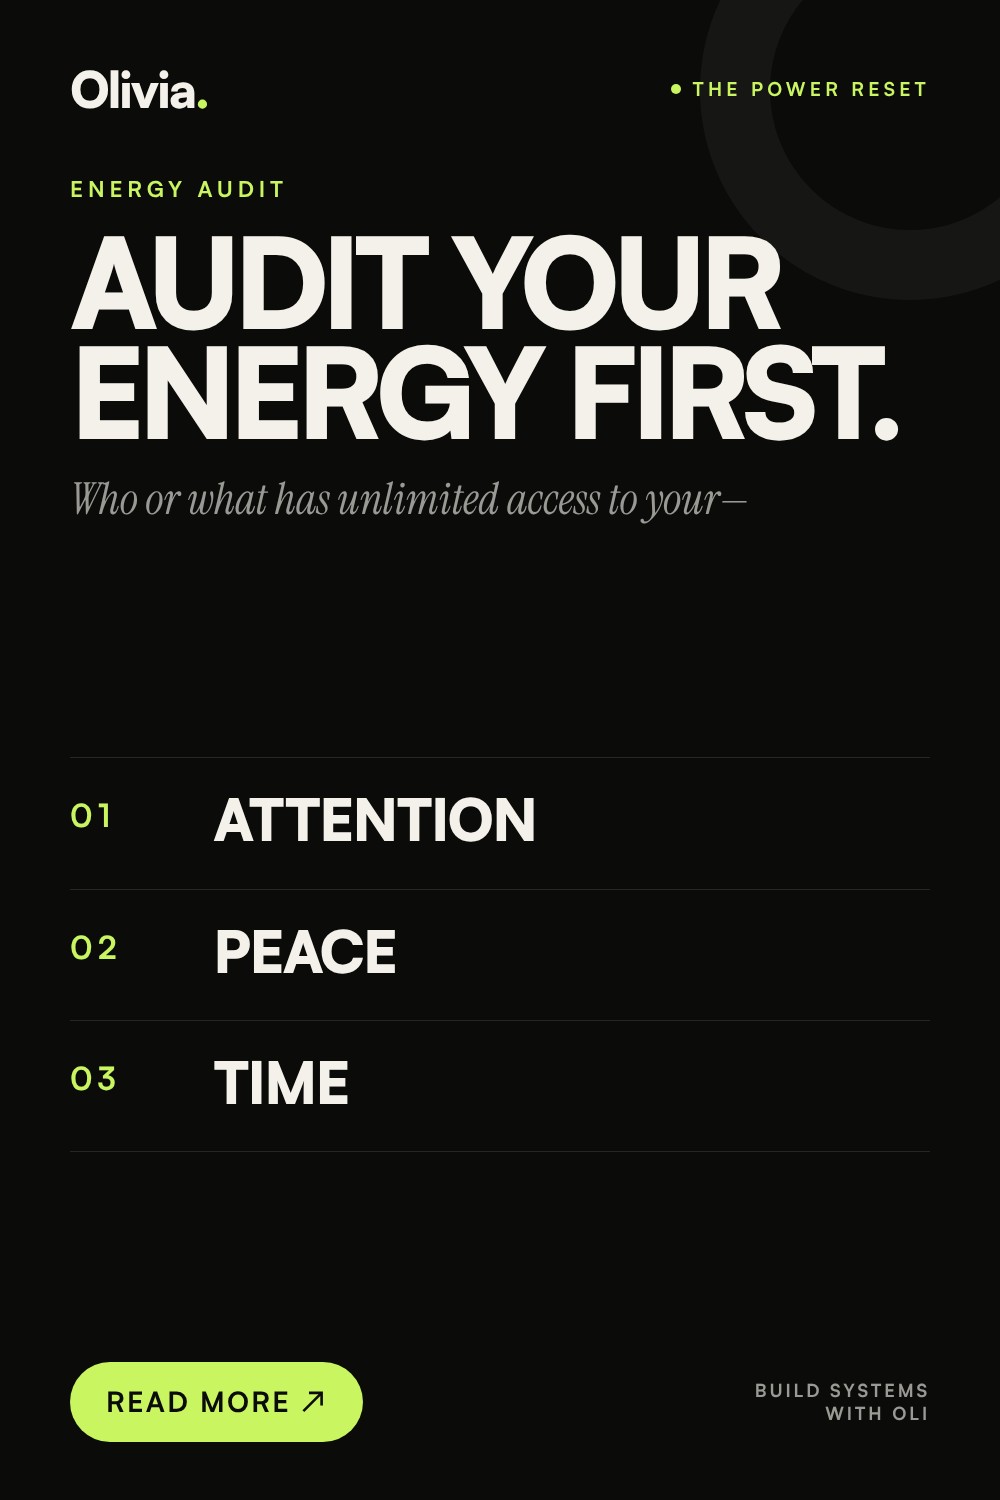 Olivia.
THE POWER RESET
ENERGY AUDIT
AUDIT YOUR
ENERGY FIRST.
Who or what has unlimited access to your—
01 ATTENTION
02 PEACE
03 TIME
READ MORE ↗
BUILD SYSTEMS
WITH OLI